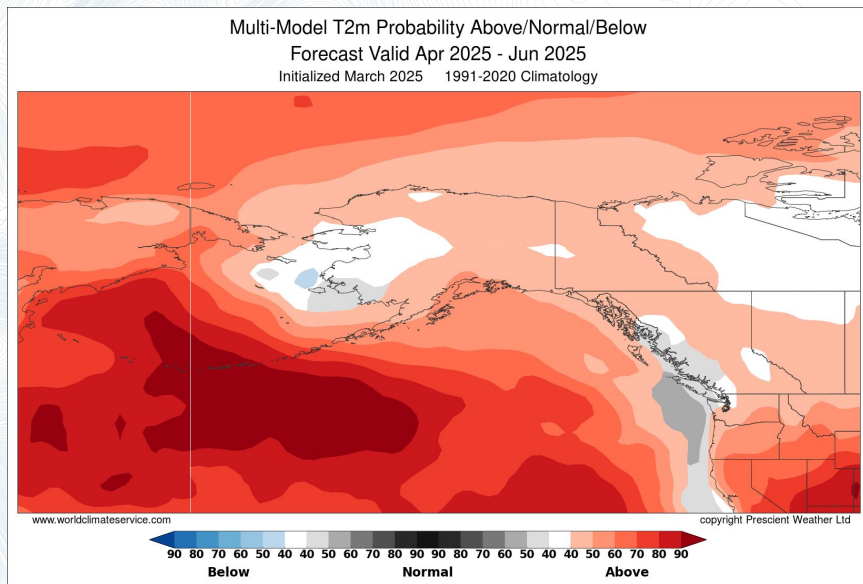 Multi-Model T2m Probability Above/Normal/Below
Forecast Valid Apr 2025 - Jun 2025
Initialized March 2025 1991-2020 Climatology
www.worldclimateservice.com copyright Prescient Weather Ltd
90 80 70 60 50 40 40 50 60 70 80 90 90 80 70 60 50 40 40 50 60 70 80 90
Below Normal Above